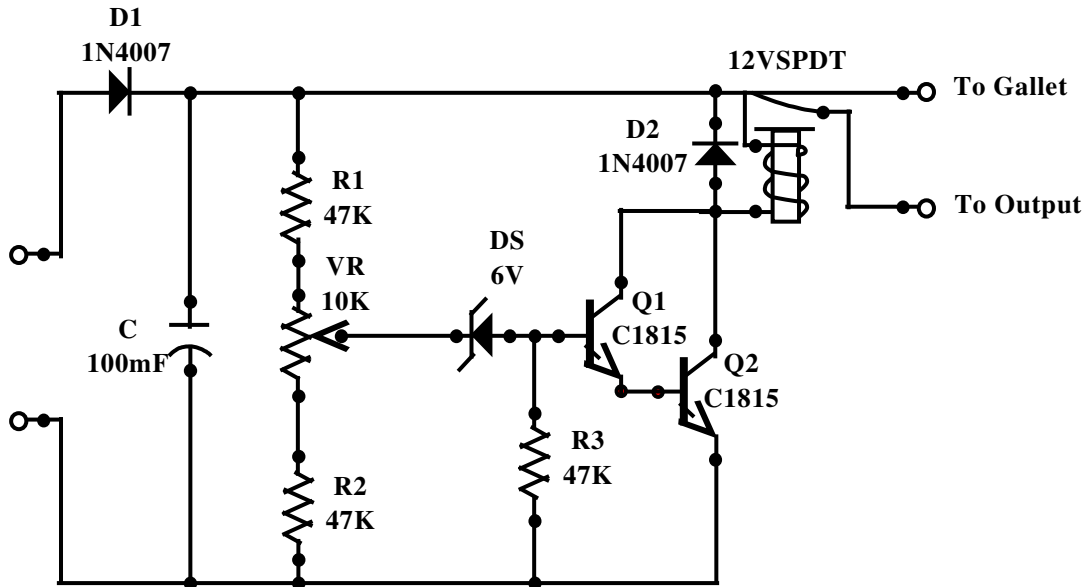 D1
1N4007
12VSPDT
To Gallet
D2
1N4007
R1
47K
To Output
DS
6V
VR
10K
Q1
C1815
C
100mF
Q2
C1815
R3
47K
R2
47K